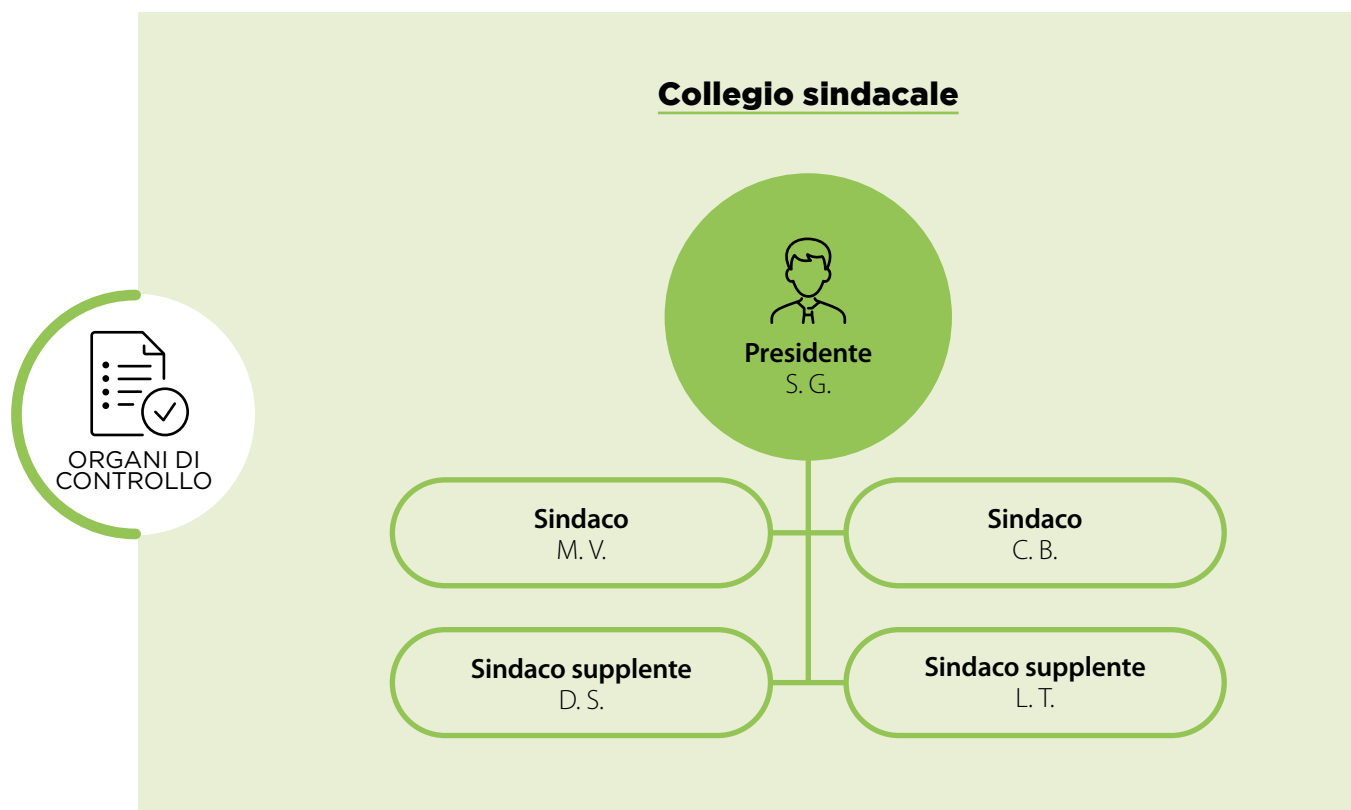 Collegio sindacale
Presidente
S. G.
ORGANI DI
CONTROLLO
Sindaco
M. V.
Sindaco
C. B.
Sindaco supplente
D. S.
Sindaco supplente
L. T.